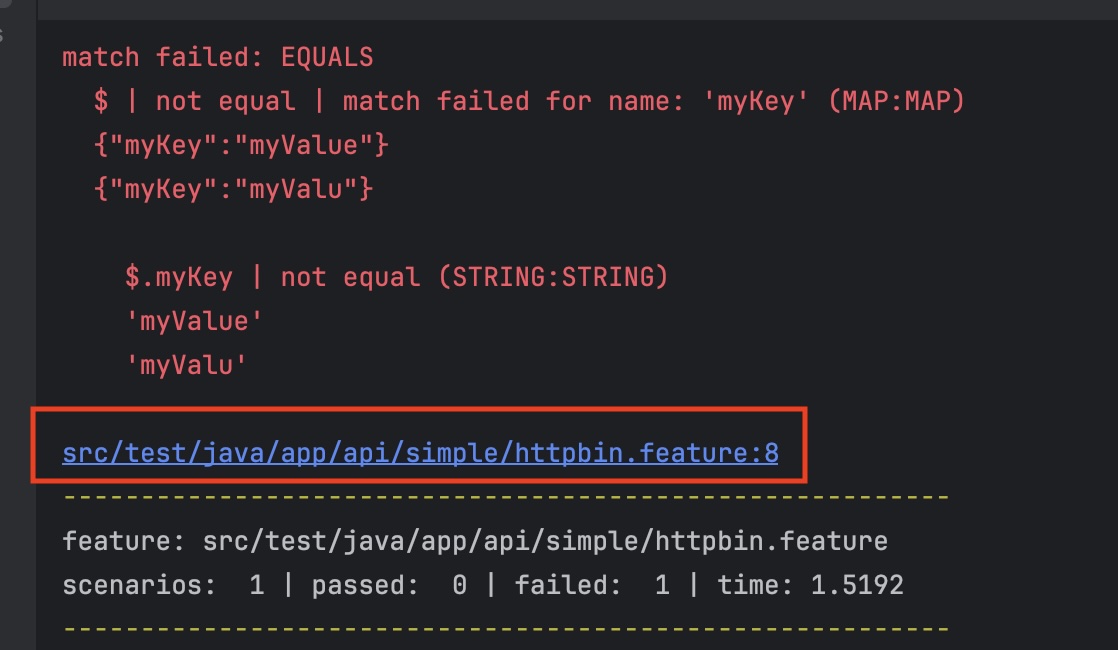 match failed: EQUALS
$ | not equal | match failed for name: 'myKey' (MAP:MAP)
{"myKey":"myValue"}
{"myKey":"myValu"}
$.myKey | not equal (STRING:STRING)
'myValue'
'myValu'
src/test/java/app/api/simple/httpbin.feature:8
---------------------------------------------------------
feature: src/test/java/app/api/simple/httpbin.feature
scenarios:  1 | passed:  0 | failed:  1 | time: 1.5192
---------------------------------------------------------